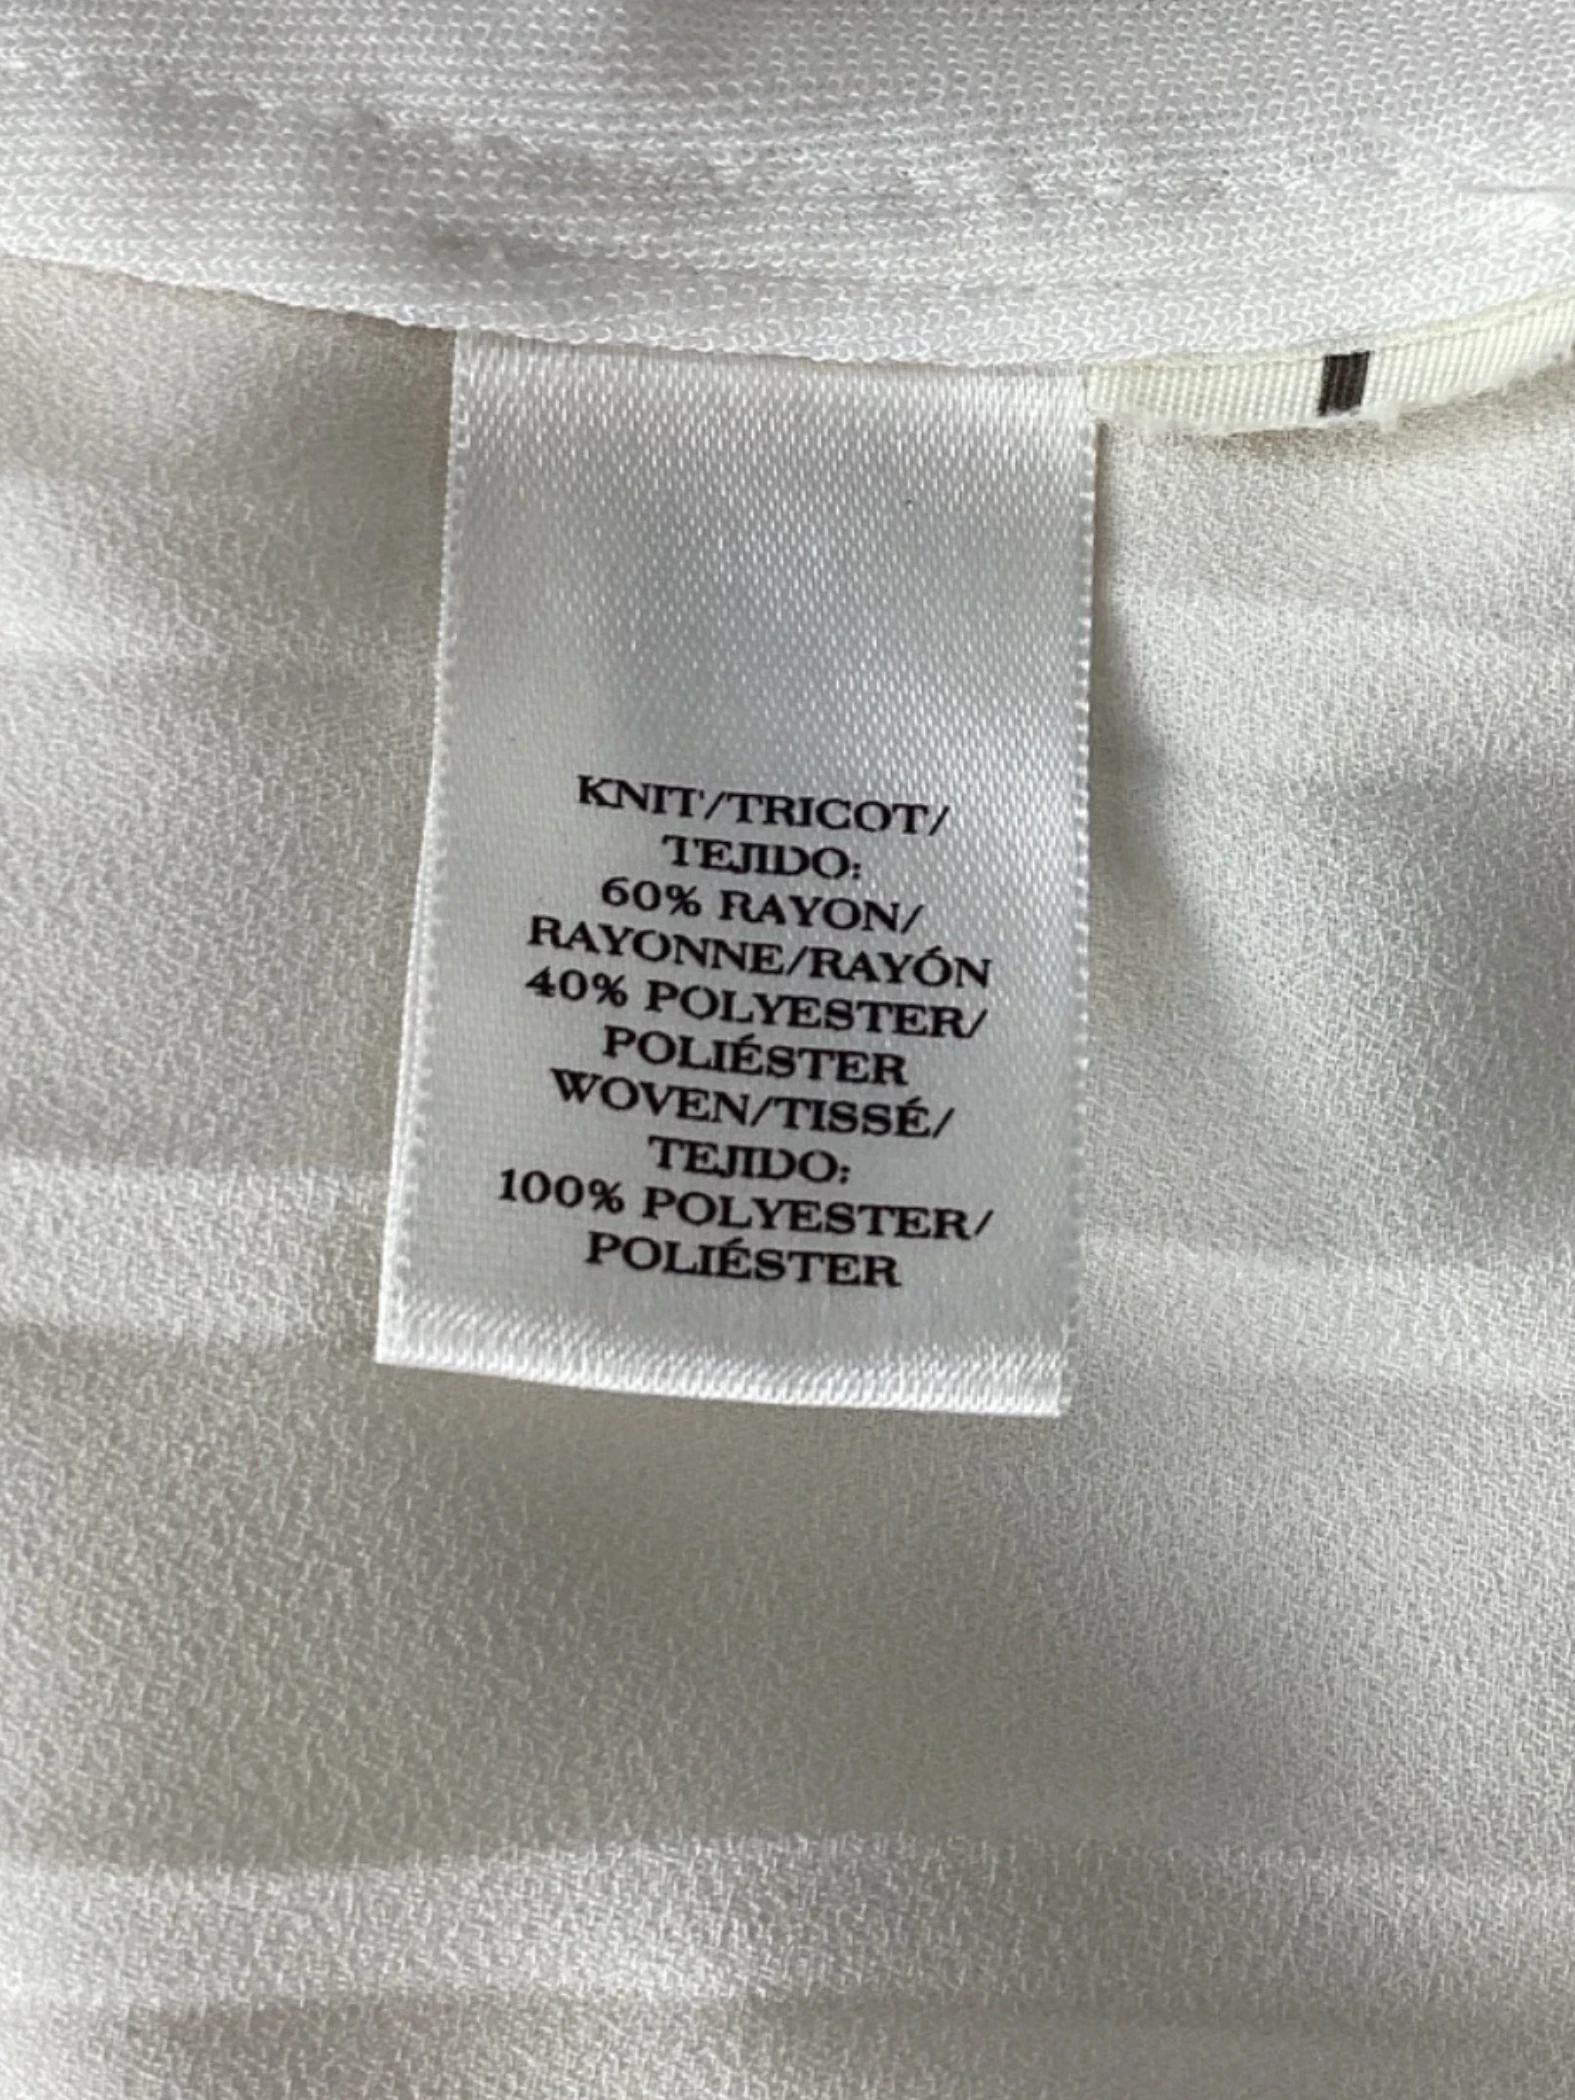 KNIT/TRICOT/
TEJIDO:
60% RAYON/
RAYONNE/RAYÓN
40% POLYESTER/
POLIÉSTER
WOVEN/TISSÉ/
TEJIDO:
100% POLYESTER/
POLIÉSTER